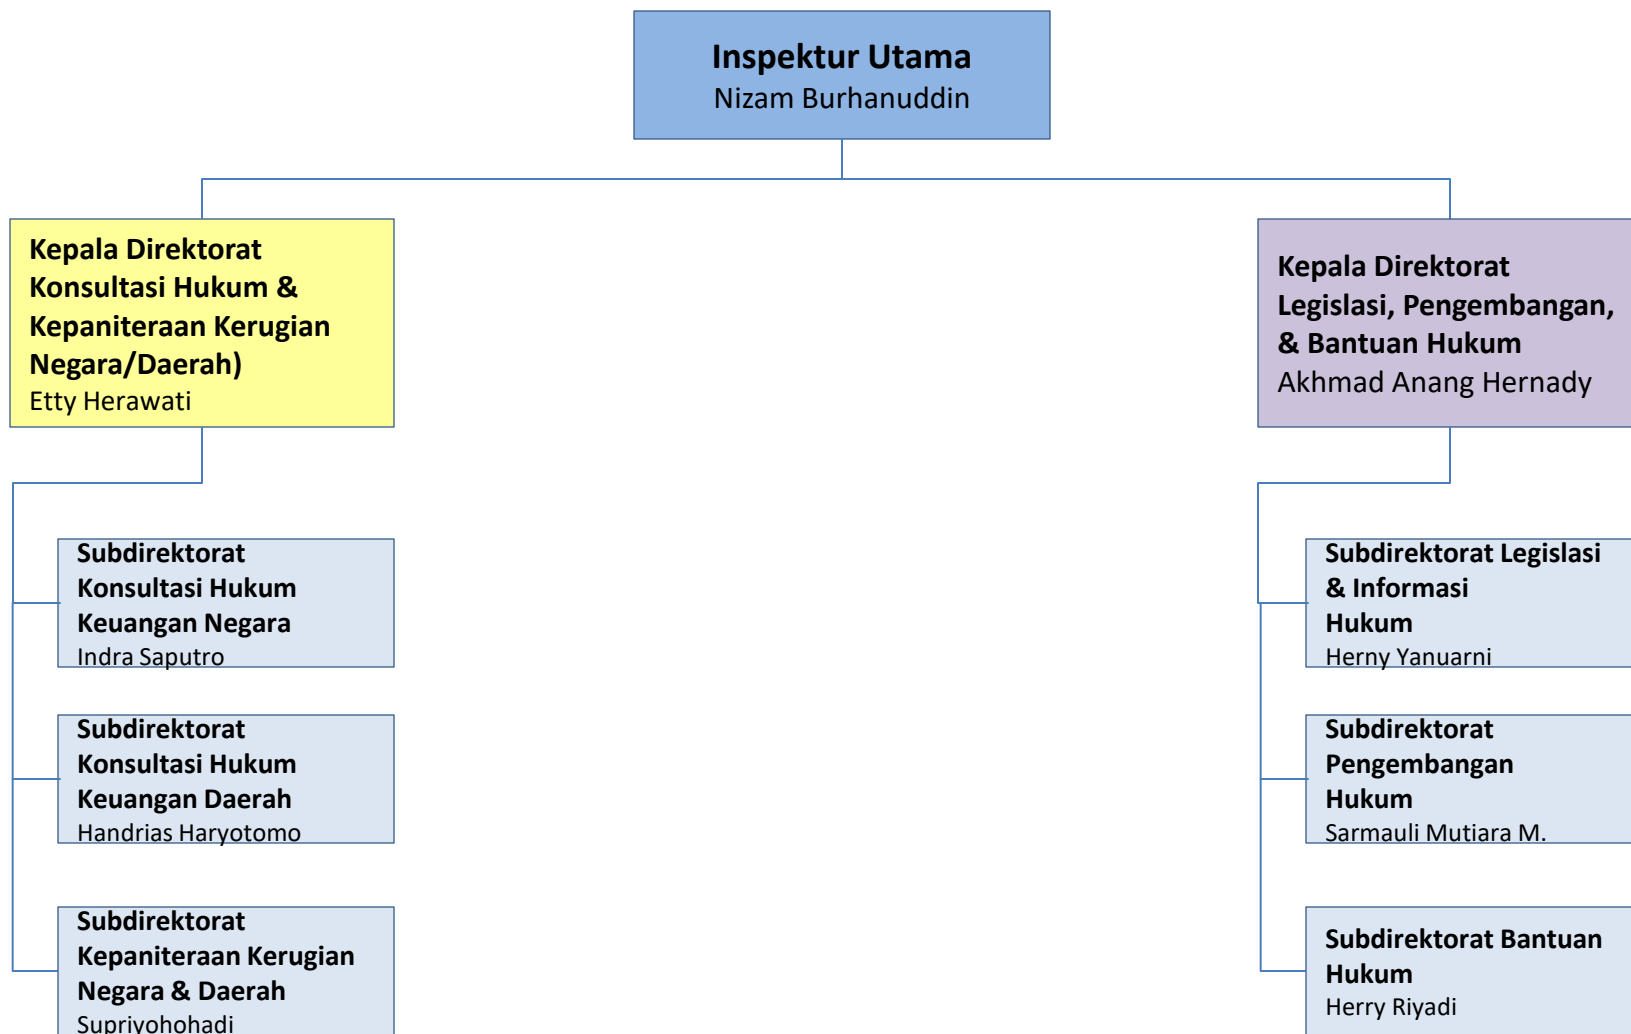 Inspektur Utama
Nizam Burhanuddin
Kepala Direktorat
Konsultasi Hukum &
Kepaniteraan Kerugian
Negara/Daerah)
Etty Herawati
Kepala Direktorat
Legislasi, Pengembangan,
& Bantuan Hukum
Akhmad Anang Hernady
Subdirektorat
Konsultasi Hukum
Keuangan Negara
Indra Saputro
Subdirektorat
Konsultasi Hukum
Keuangan Daerah
Handrias Haryotomo
Subdirektorat
Kepaniteraan Kerugian
Negara & Daerah
Supriyohohadi
Subdirektorat Legislasi
& Informasi
Hukum
Herny Yanuarni
Subdirektorat
Pengembangan
Hukum
Sarmauli Mutiara M.
Subdirektorat Bantuan
Hukum
Herry Riyadi